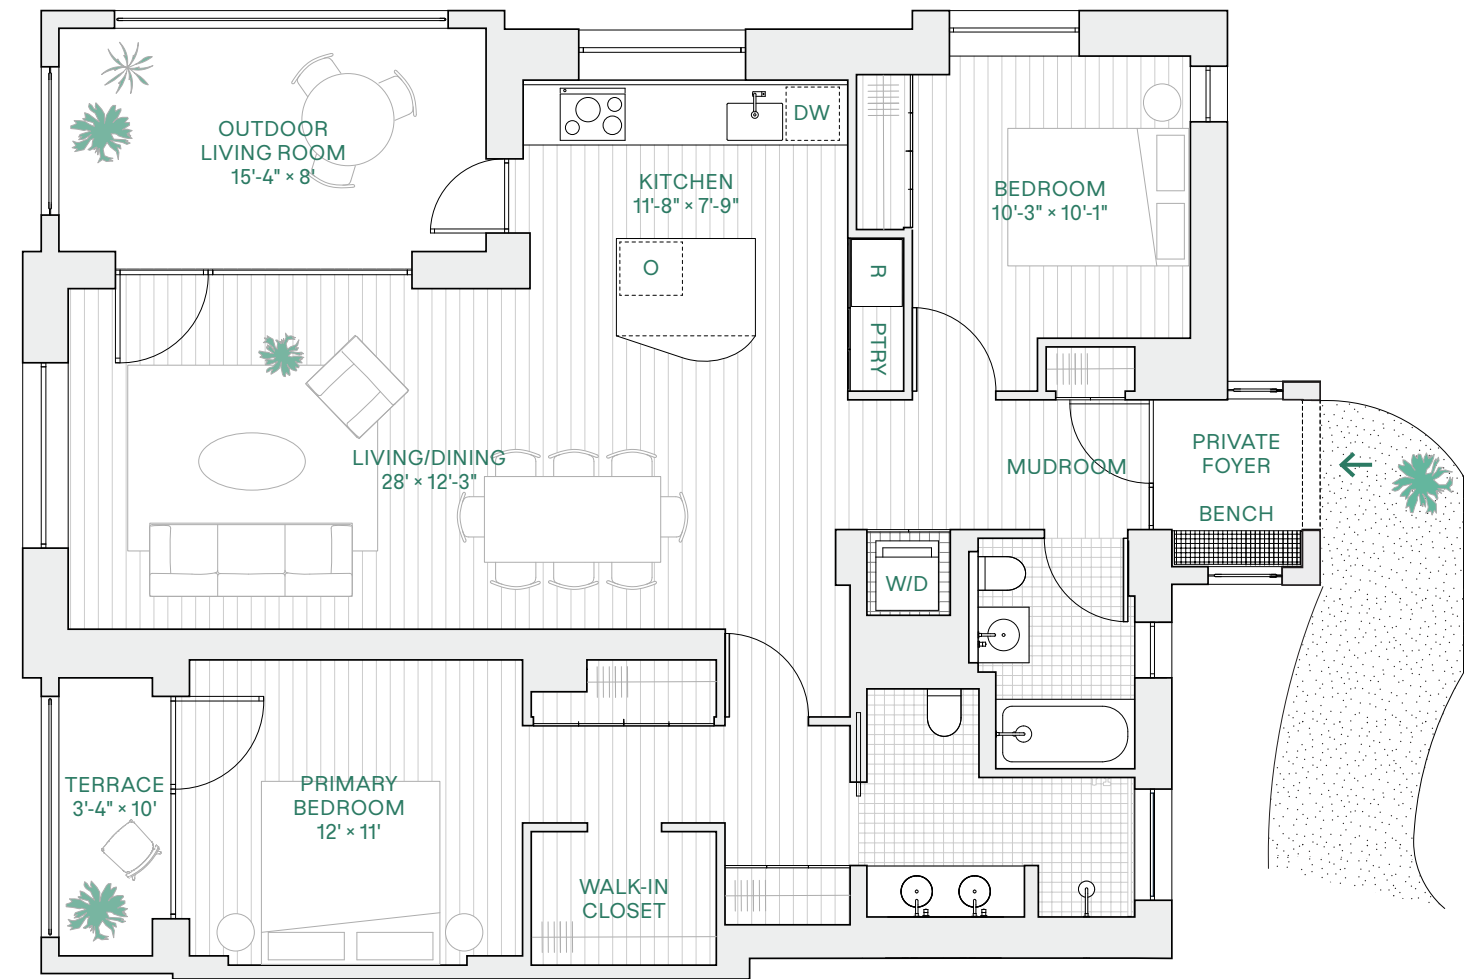 OUTDOOR
LIVING ROOM
15'-4" × 8'
KITCHEN
11'-8" × 7'-9"
DW
BEDROOM
10'-3" × 10'-1"
O
R
PTRY
LIVING/DINING
28' × 12'-3"
MUDROOM
PRIVATE
FOYER
BENCH
W/D
TERRACE
3'-4" × 10'
PRIMARY
BEDROOM
12' × 11'
WALK-IN
CLOSET